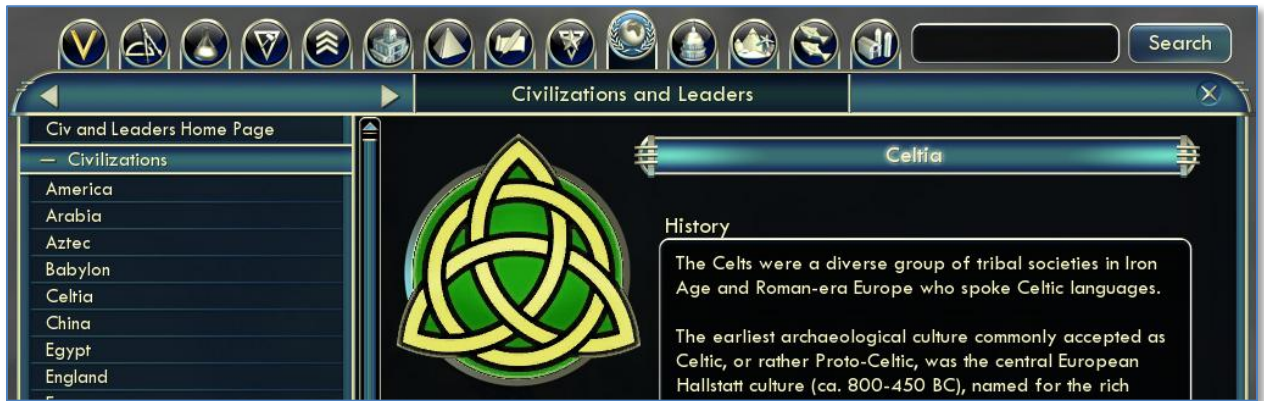 Search
Civilizations and Leaders
Civ and Leaders Home Page
– Civilizations
America
Arabia
Aztec
Babylon
Celtia
China
Egypt
England
Celtia
History
The Celts were a diverse group of tribal societies in Iron
Age and Roman-era Europe who spoke Celtic languages.
The earliest archaeological culture commonly accepted as
Celtic, or rather Proto-Celtic, was the central European
Hallstatt culture (ca. 800-450 BC), named for the rich